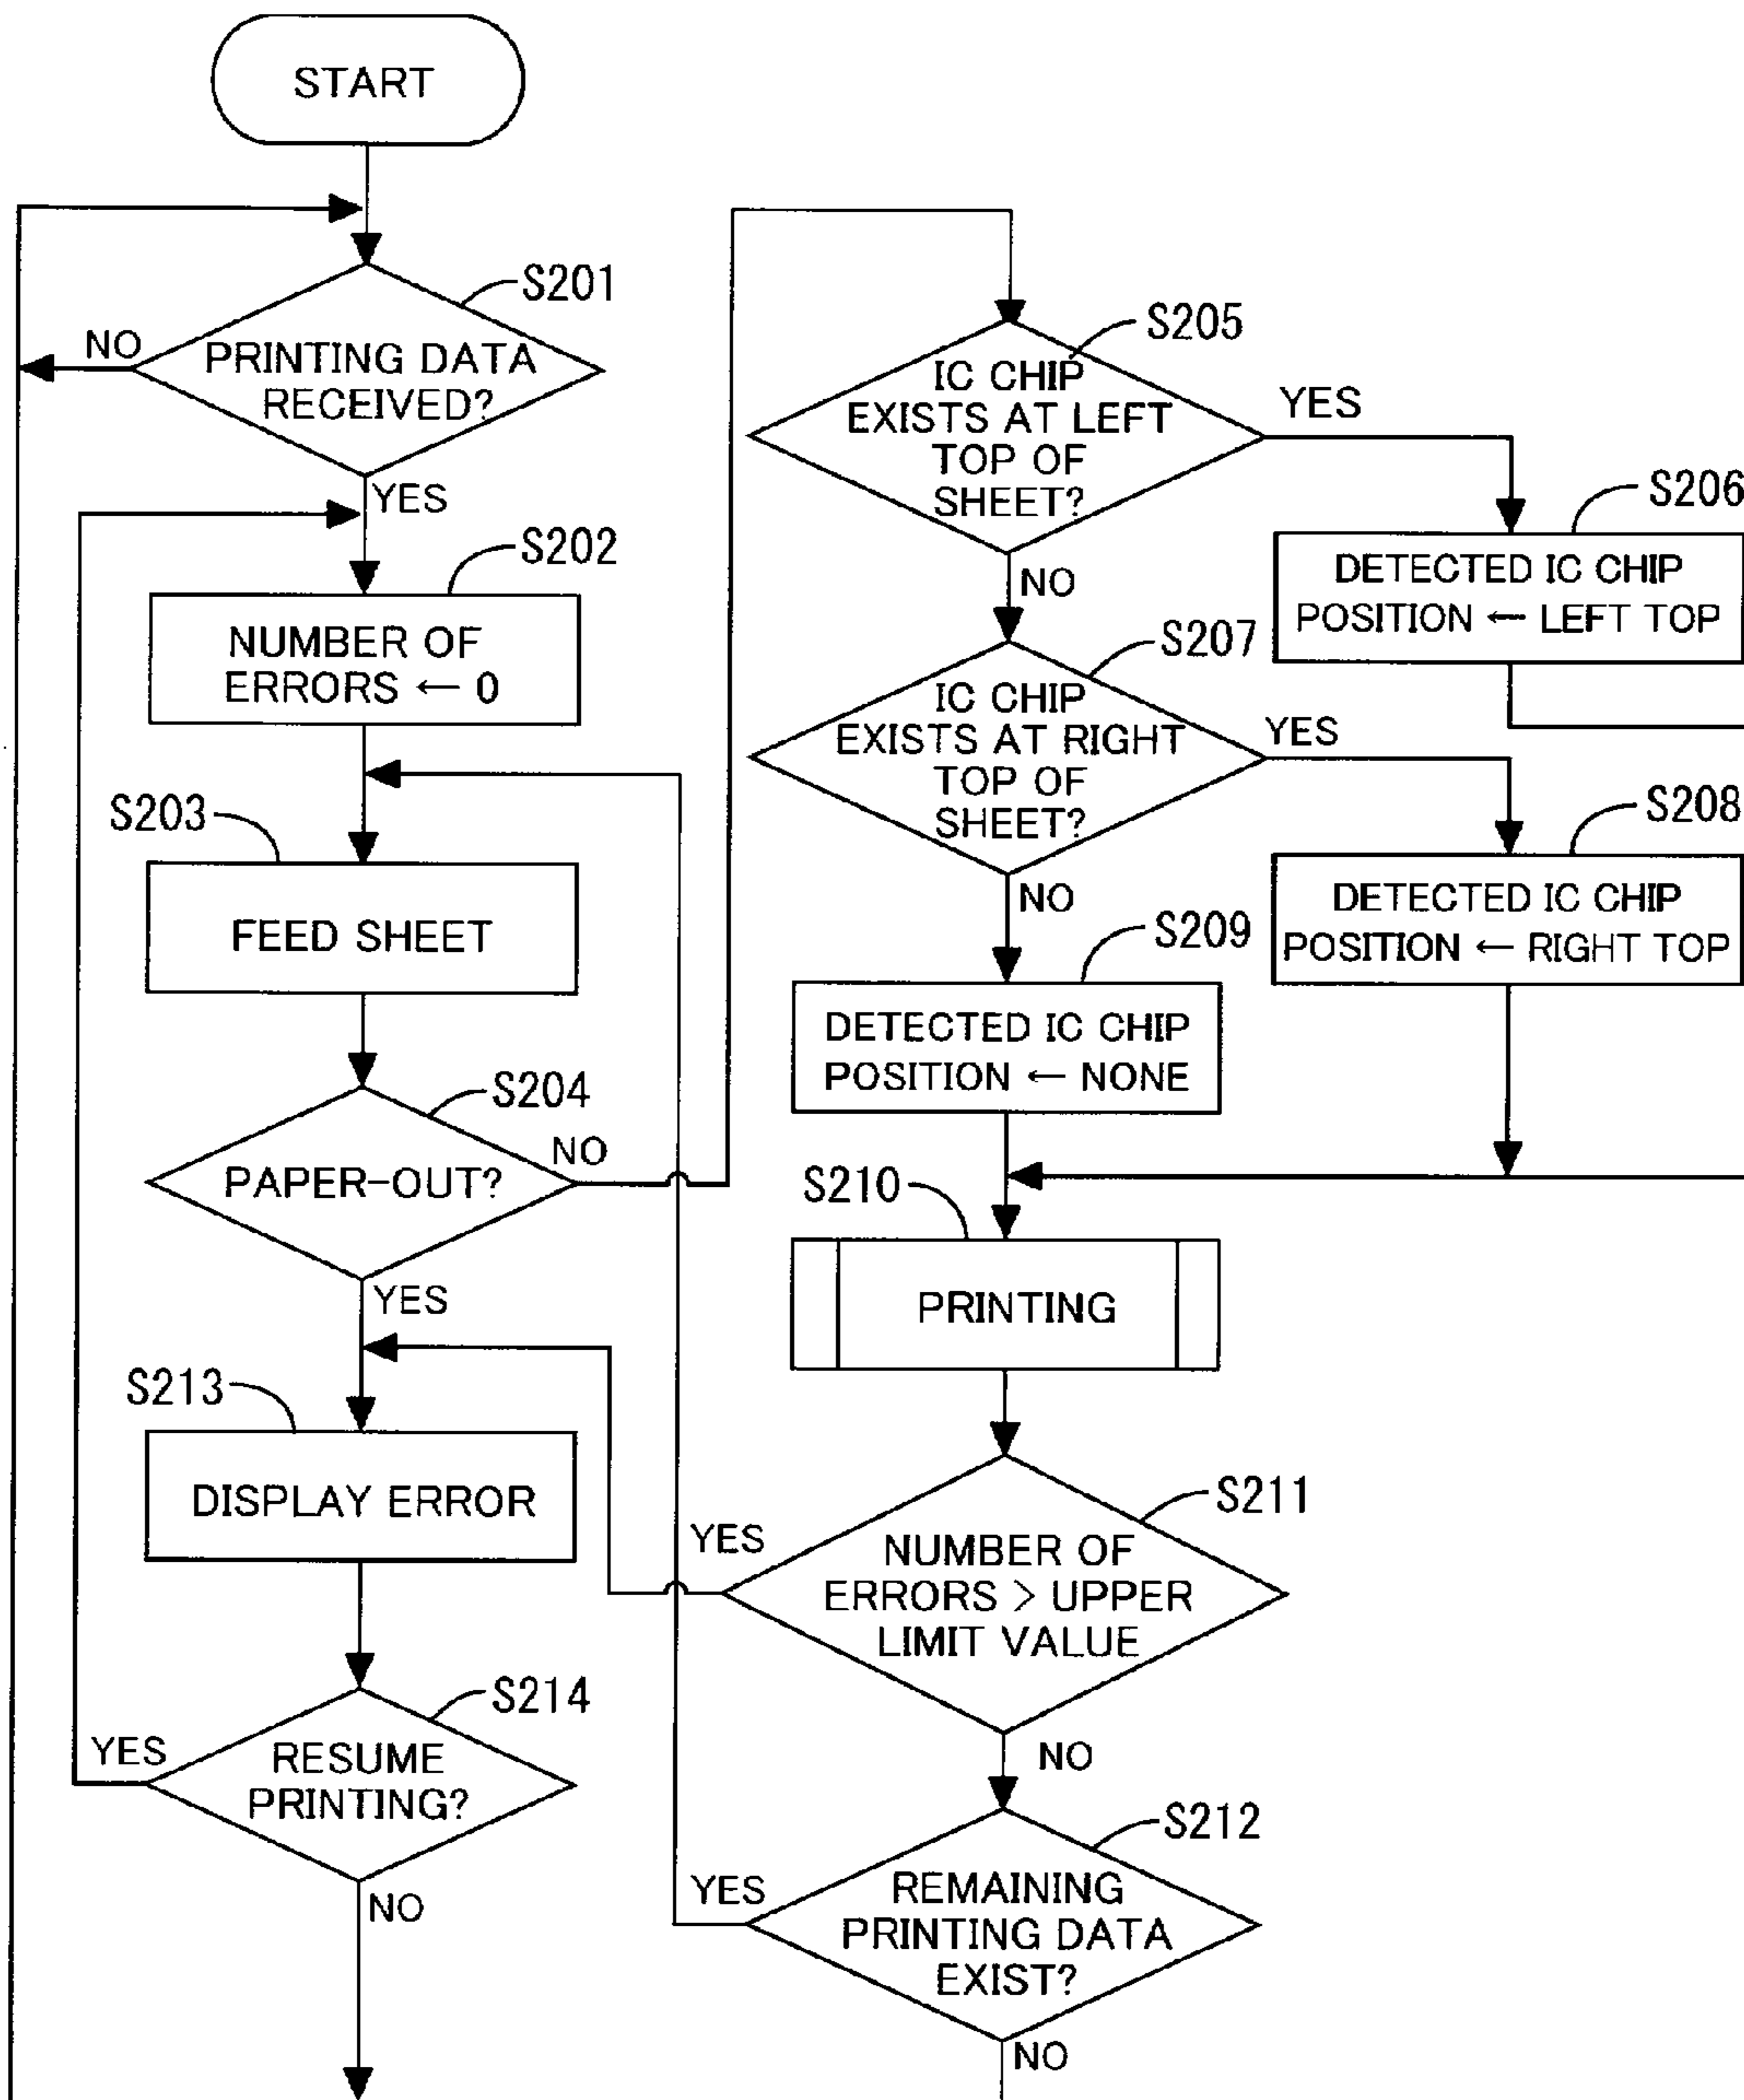 START
S201
NO
PRINTING DATA
RECEIVED?
YES
S202
NUMBER OF
ERRORS ← 0
S203
FEED SHEET
S204
NO
PAPER-OUT?
YES
S213
DISPLAY ERROR
S214
YES
RESUME
PRINTING?
NO
S205
IC CHIP
EXISTS AT LEFT
TOP OF
SHEET?
YES
NO
S206
DETECTED IC CHIP
POSITION ← LEFT TOP
S207
IC CHIP
EXISTS AT RIGHT
TOP OF
SHEET?
YES
NO
S208
DETECTED IC CHIP
POSITION ← RIGHT TOP
S209
DETECTED IC CHIP
POSITION ← NONE
S210
PRINTING
S211
YES
NUMBER OF
ERRORS > UPPER
LIMIT VALUE
NO
S212
YES
REMAINING
PRINTING DATA
EXIST?
NO